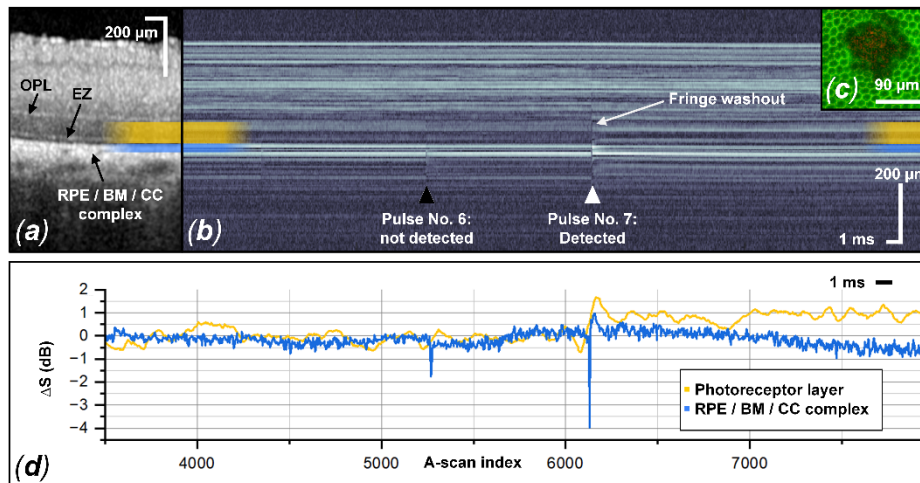 200 µm
OPL
EZ
RPE / BM / CC
complex
(a)
Fringe washout
(c)
90 µm
Pulse No. 6:
not detected
Pulse No. 7:
Detected
200 µm
1 ms
(b)
1 ms
2
1
0
−1
−2
−3
−4
ΔS (dB)
Photoreceptor layer
RPE / BM / CC complex
4000
5000
A-scan index
6000
7000
(d)